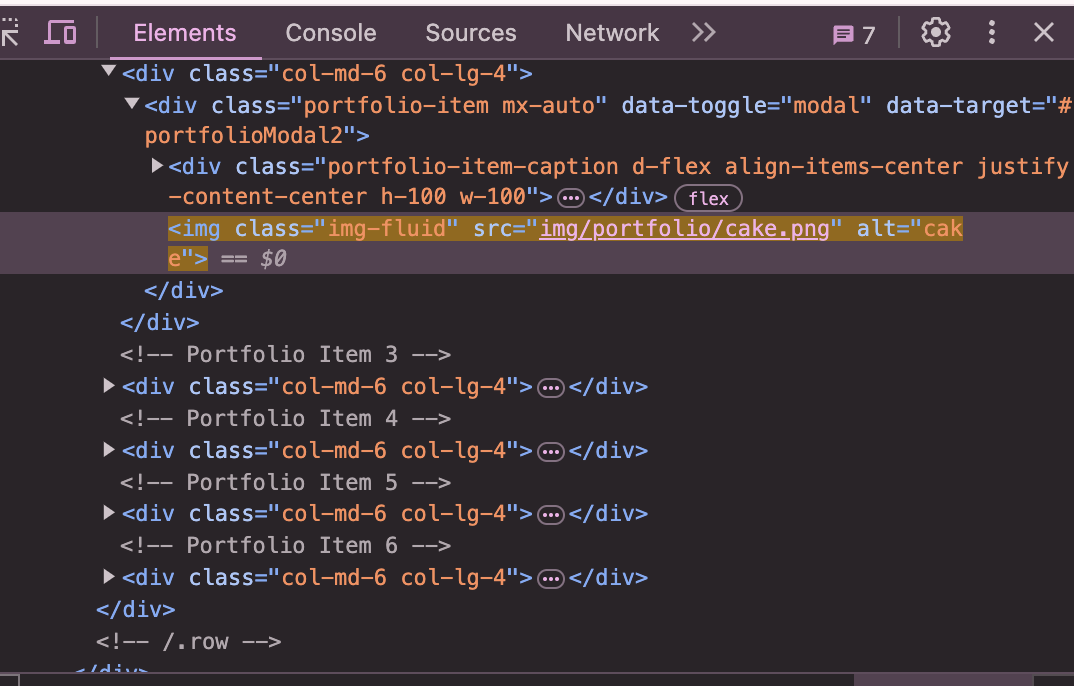 Elements Console Sources Network 7
<div class="col-md-6 col-lg-4">
<div class="portfolio-item mx-auto" data-toggle="modal" data-target="#
portfolioModal2">
<div class="portfolio-item-caption d-flex align-items-center justify
-content-center h-100 w-100">…</div> flex
<img class="img-fluid" src="img/portfolio/cake.png" alt="cak
e"> == $0
</div>
</div>
<!-- Portfolio Item 3 -->
<div class="col-md-6 col-lg-4">…</div>
<!-- Portfolio Item 4 -->
<div class="col-md-6 col-lg-4">…</div>
<!-- Portfolio Item 5 -->
<div class="col-md-6 col-lg-4">…</div>
<!-- Portfolio Item 6 -->
<div class="col-md-6 col-lg-4">…</div>
</div>
<!-- /.row -->
</div>